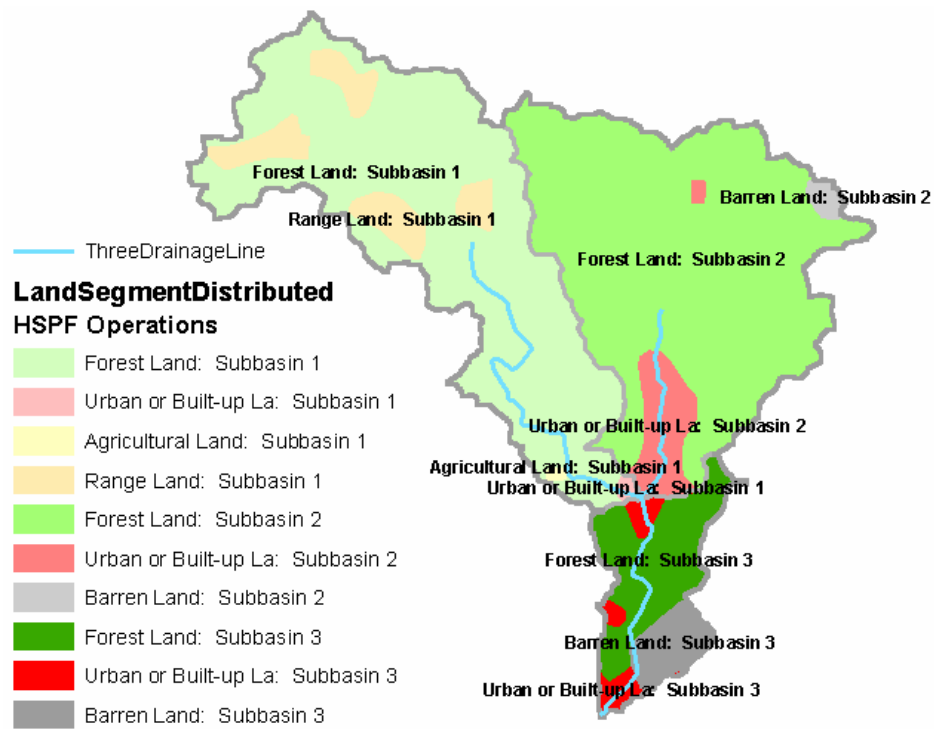 Forest Land:  Subbasin 1
Barren Land:  Subbasin 2
Range Land:  Subbasin 1
ThreeDrainageLine
Forest Land:  Subbasin 2
LandSegmentDistributed
HSPF Operations
Forest Land:  Subbasin 1
Urban or Built-up La:  Subbasin 1
Agricultural Land:  Subbasin 1
Range Land:  Subbasin 1
Forest Land:  Subbasin 2
Urban or Built-up La:  Subbasin 2
Barren Land:  Subbasin 2
Forest Land:  Subbasin 3
Urban or Built-up La:  Subbasin 3
Barren Land:  Subbasin 3
Urban or Built-up La:  Subbasin 2
Agricultural Land:  Subbasin 1
Urban or Built-up La:  Subbasin 1
Forest Land:  Subbasin 3
Barren Land:  Subbasin 3
Urban or Built-up La:  Subbasin 3